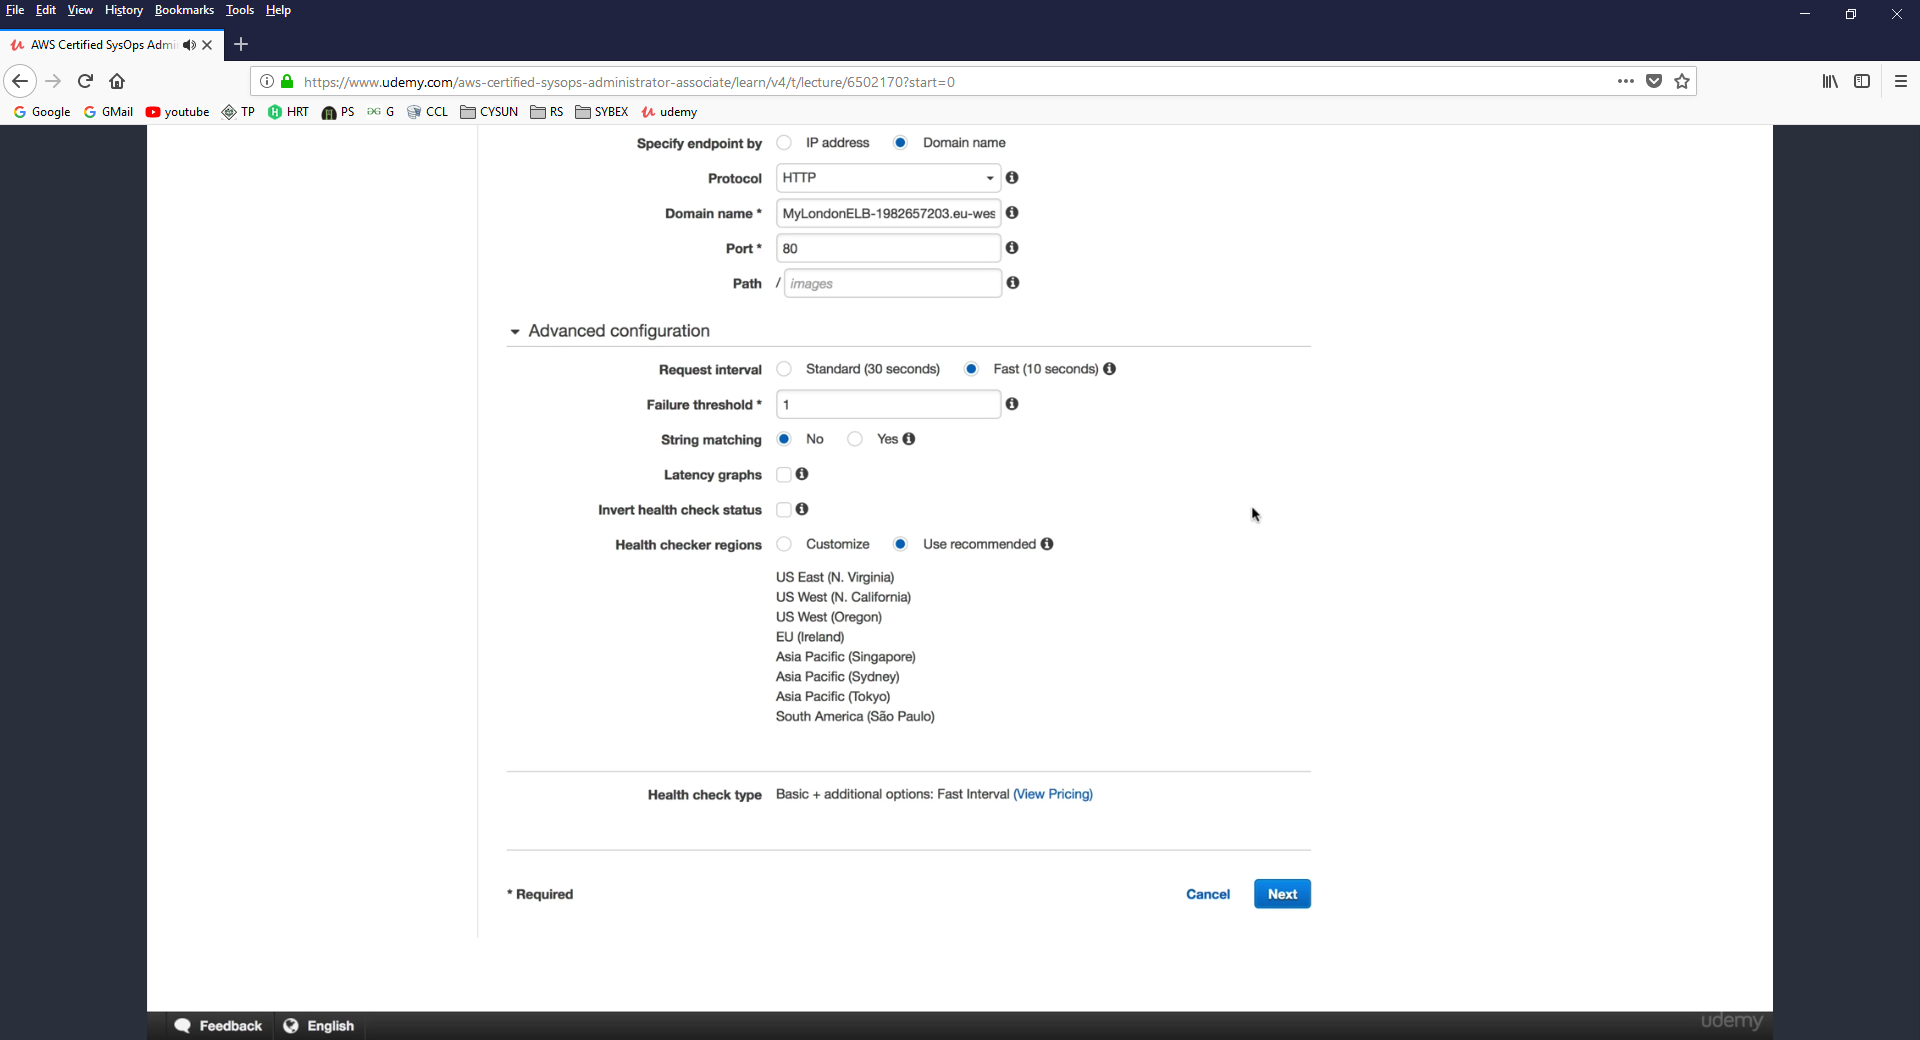 File Edit View History Bookmarks Tools Help
AWS Certified SysOps Admi
https://www.udemy.com/aws-certified-sysops-administrator-associate/learn/v4/t/lecture/6502170?start=0
Google GMail youtube TP HRT PS G CCL CYSUN RS SYBEX udemy
Specify endpoint by IP address Domain name
Protocol HTTP
Domain name * MyLondonELB-1982657203.eu-wes
Port * 80
Path / images
Advanced configuration
Request interval Standard (30 seconds) Fast (10 seconds)
Failure threshold * 1
String matching No Yes
Latency graphs
Invert health check status
Health checker regions Customize Use recommended
US East (N. Virginia)
US West (N. California)
US West (Oregon)
EU (Ireland)
Asia Pacific (Singapore)
Asia Pacific (Sydney)
Asia Pacific (Tokyo)
South America (São Paulo)
Health check type Basic + additional options: Fast Interval (View Pricing)
* Required Cancel Next
Feedback English udemy